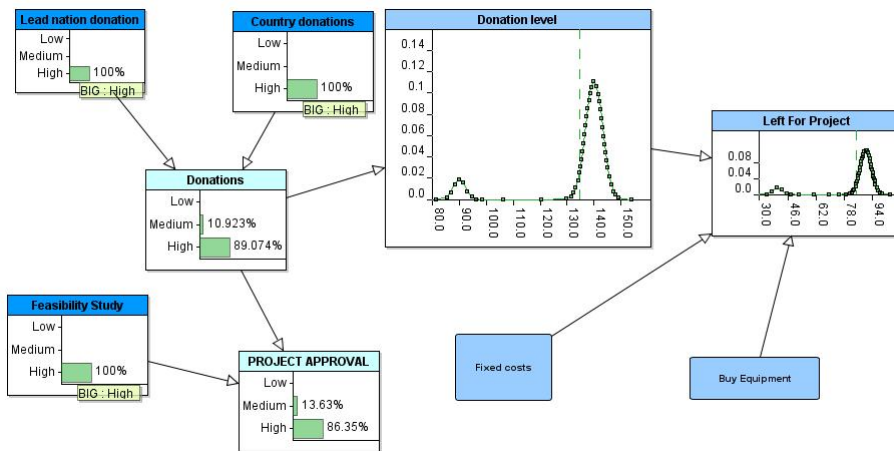 Lead nation donation
Low
Medium
High
100%
BIG : High
Country donations
Low
Medium
High
100%
BIG : High
Donation level
0.14
0.12
0.1
0.08
0.06
0.04
0.02
0.0
80.0
90.0
100.0
110.0
120.0
130.0
140.0
150.0
Left For Project
0.08
0.04
0.0
30.0
46.0
62.0
78.0
94.0
Donations
Low
Medium
10.923%
High
89.074%
Feasibility Study
Low
Medium
High
100%
BIG : High
PROJECT APPROVAL
Low
Medium
13.63%
High
86.35%
Fixed costs
Buy Equipment